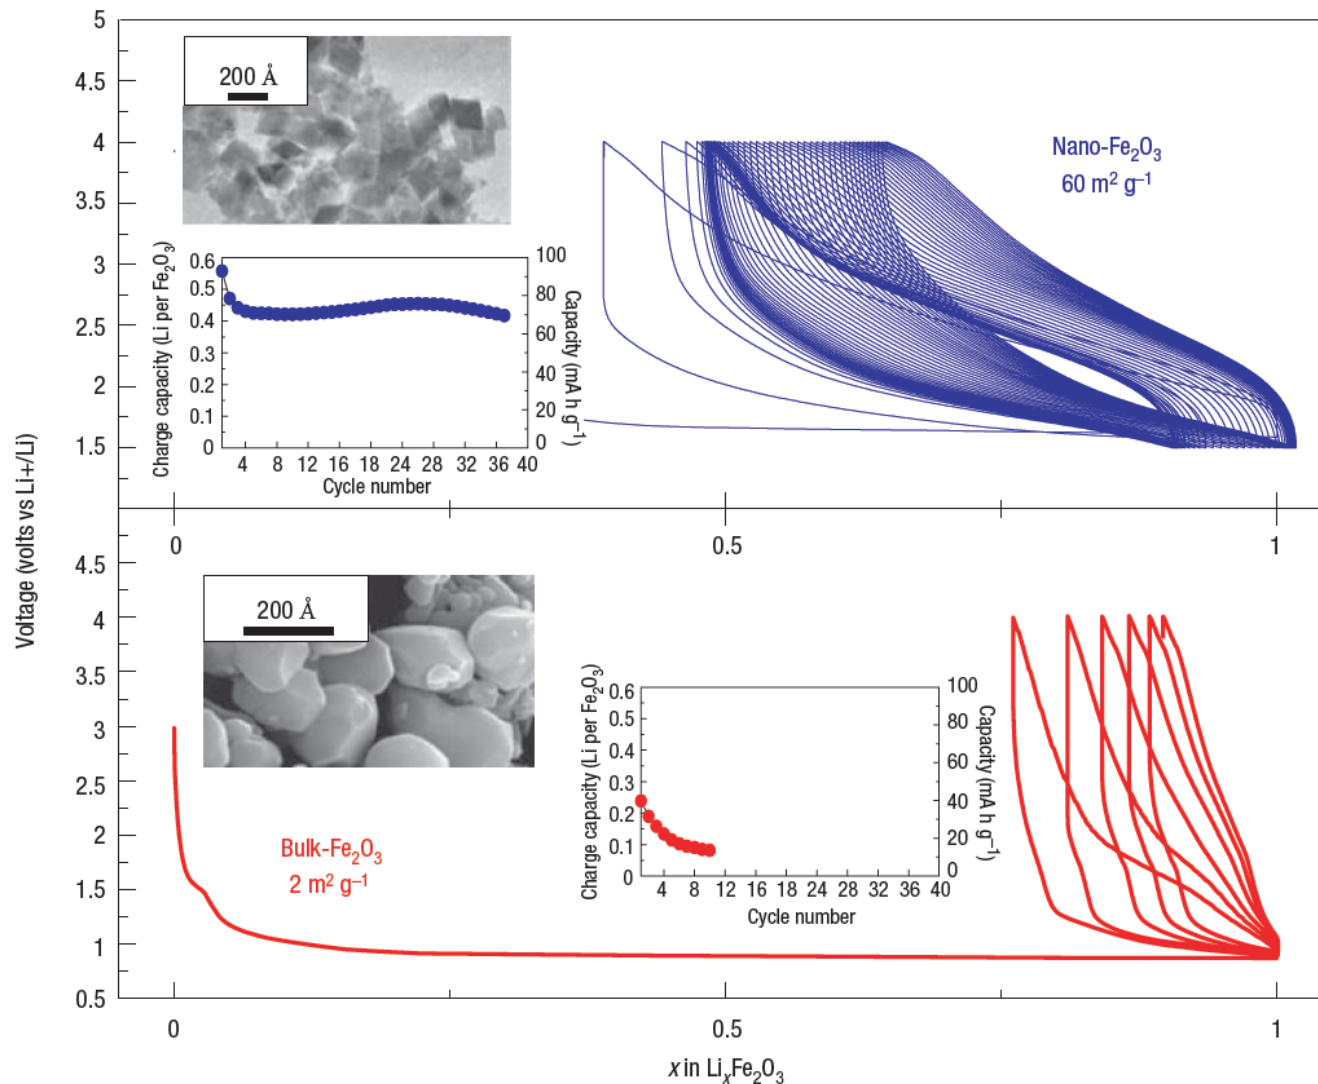 5
4.5
4
3.5
3
2.5
2
1.5
200 Å
Nano-Fe₂O₃
60 m² g⁻¹
Charge capacity (Li per Fe₂O₃)
0.6
0.5
0.4
0.3
0.2
0.1
0
100
80
60
40
20
0
Capacity (mA h g⁻¹)
4 8 12 16 18 24 28 32 36 40
Cycle number
0 0.5 1
Voltage (volts vs Li+/Li)
4.5
4
3.5
3
2.5
2
1.5
1
0.5
200 Å
Bulk-Fe₂O₃
2 m² g⁻¹
Charge capacity (Li per Fe₂O₃)
0.6
0.5
0.4
0.3
0.2
0.1
0
100
80
60
40
20
0
Capacity (mA h g⁻¹)
4 8 12 16 28 28 32 36 40
Cycle number
0 0.5 1
x in LiₓFe₂O₃